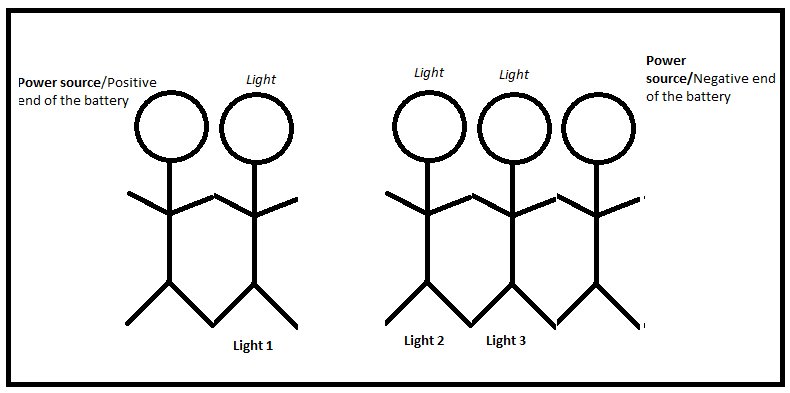 Power source/Positive
end of the battery
Light
Light
Light
Power
source/Negative end
of the battery
Light 1
Light 2
Light 3